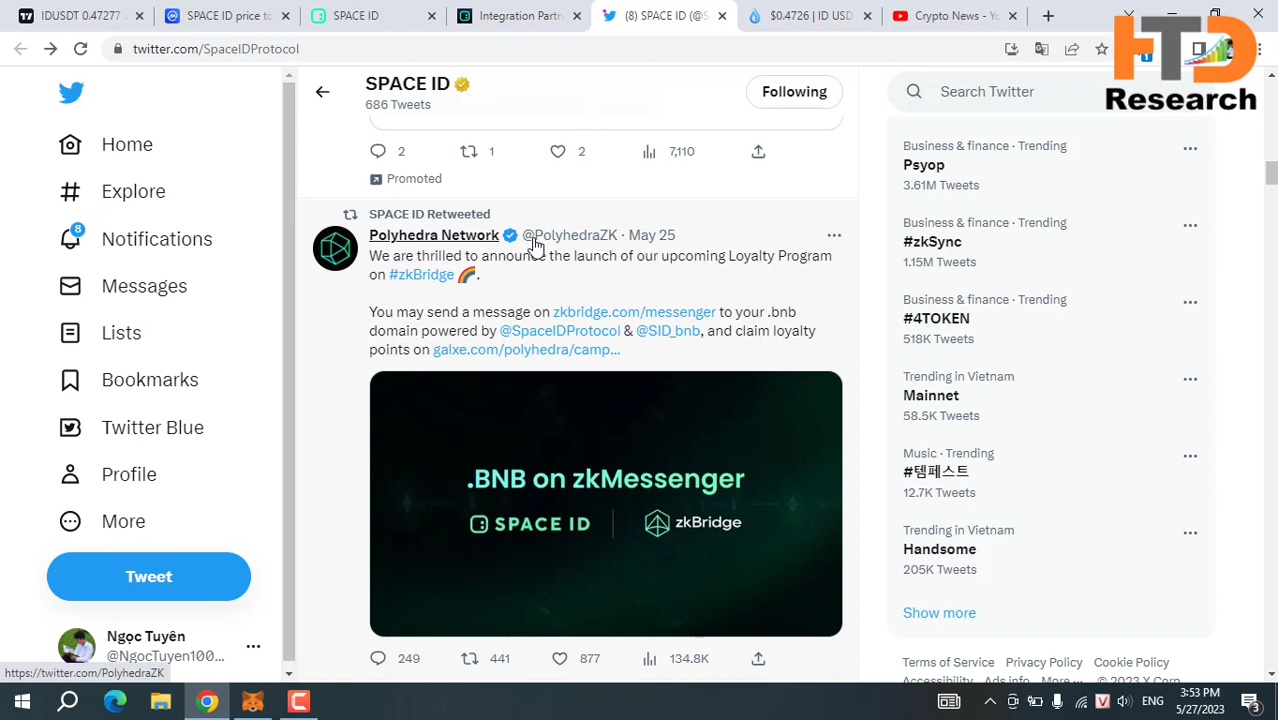 IDUSDT 0.47277
SPACE ID price to
SPACE ID
Integration Partn
(8) SPACE ID (@S
$0.4726 | ID USD
Crypto News - Yo
twitter.com/SpaceIDProtocol
HTD
Research
Home
Explore
8
Notifications
Messages
Lists
Bookmarks
Twitter Blue
Profile
More
Tweet
Ngọc Tuyên
@NgocTuyen100...
SPACE ID
686 Tweets
Following
2
1
2
7,110
Promoted
SPACE ID Retweeted
Polyhedra Network @PolyhedraZK · May 25
We are thrilled to announce the launch of our upcoming Loyalty Program
on #zkBridge 🌈.
You may send a message on zkbridge.com/messenger to your .bnb
domain powered by @SpaceIDProtocol & @SID_bnb, and claim loyalty
points on galxe.com/polyhedra/camp...
.BNB on zkMessenger
SPACE ID | zkBridge
249
441
877
134.8K
Search Twitter
Business & finance · Trending
Psyop
3.61M Tweets
Business & finance · Trending
#zkSync
1.15M Tweets
Business & finance · Trending
#4TOKEN
518K Tweets
Trending in Vietnam
Mainnet
58.5K Tweets
Music · Trending
#템페스트
12.7K Tweets
Trending in Vietnam
Handsome
205K Tweets
Show more
Terms of Service Privacy Policy Cookie Policy
Accessibility Ads info More ... © 2023 X Corp.
https://twitter.com/PolyhedraZK
ENG
3:53 PM
5/27/2023
3